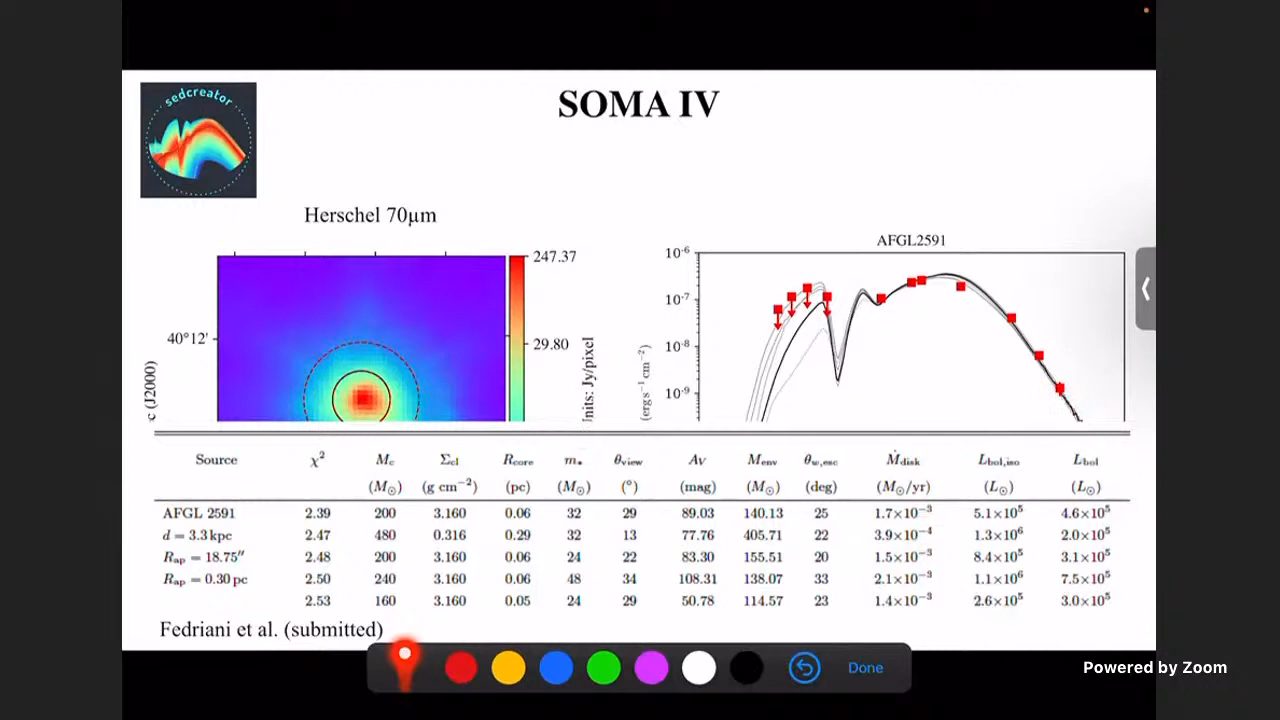 sedcreator
SOMA IV
Herschel 70μm
AFGL2591
247.37
29.80
40°12'
c (J2000)
nits: Jy/pixel
10⁻⁶
10⁻⁷
10⁻⁸
10⁻⁹
(erg s⁻¹ cm⁻²)
Source χ² M_c Σ_cl R_core m_* θ_view A_V M_env θ_w,esc Ṁ_disk L_bol,iso L_bol
(M⊙) (g cm⁻²) (pc) (M⊙) (°) (mag) (M⊙) (deg) (M⊙/yr) (L⊙) (L⊙)
AFGL 2591 2.39 200 3.160 0.06 32 29 89.03 140.13 25 1.7×10⁻³ 5.1×10⁵ 4.6×10⁵
d = 3.3 kpc 2.47 480 0.316 0.29 32 13 77.76 405.71 22 3.9×10⁻⁴ 1.3×10⁶ 2.0×10⁵
R_ap = 18.75″ 2.48 200 3.160 0.06 24 22 83.30 155.51 20 1.5×10⁻³ 8.4×10⁵ 3.1×10⁵
R_ap = 0.30 pc 2.50 240 3.160 0.06 48 34 108.31 138.07 33 2.1×10⁻³ 1.1×10⁶ 7.5×10⁵
2.53 160 3.160 0.05 24 29 50.78 114.57 23 1.4×10⁻³ 2.6×10⁵ 3.0×10⁵
Fedriani et al. (submitted)
Done
Powered by Zoom